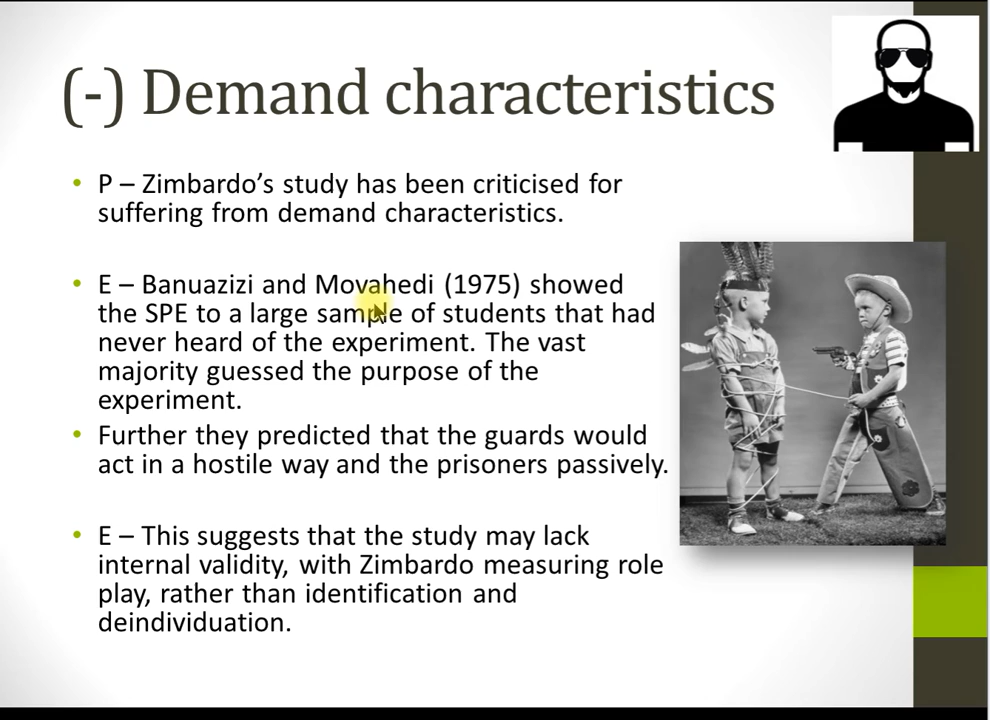 (-) Demand characteristics
• P – Zimbardo's study has been criticised for
suffering from demand characteristics.
• E – Banuazizi and Movahedi (1975) showed
the SPE to a large sample of students that had
never heard of the experiment. The vast
majority guessed the purpose of the
experiment.
• Further they predicted that the guards would
act in a hostile way and the prisoners passively.
• E – This suggests that the study may lack
internal validity, with Zimbardo measuring role
play, rather than identification and
deindividuation.